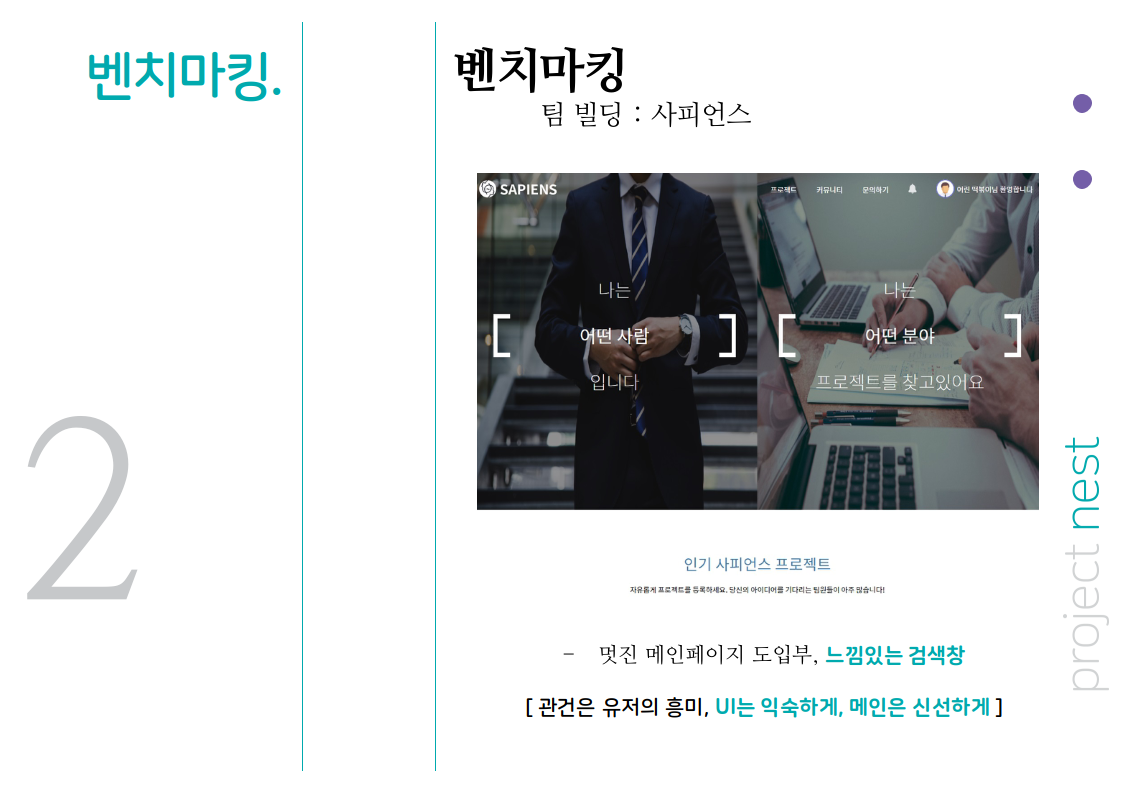 벤치마킹.
2
벤치마킹
팀 빌딩 : 사피언스
SAPIENS
프로젝트 커뮤니티 문의하기 어린 떡볶이님 환영합니다
나는
[ 어떤 사람 ]
입니다
나는
[ 어떤 분야 ]
프로젝트를 찾고있어요
인기 사피언스 프로젝트
자유롭게 프로젝트를 등록하세요, 당신의 아이디어를 기다리는 팀원들이 아주 많습니다!
– 멋진 메인페이지 도입부, 느낌있는 검색창
[ 관건은 유저의 흥미, UI는 익숙하게, 메인은 신선하게 ]
project nest